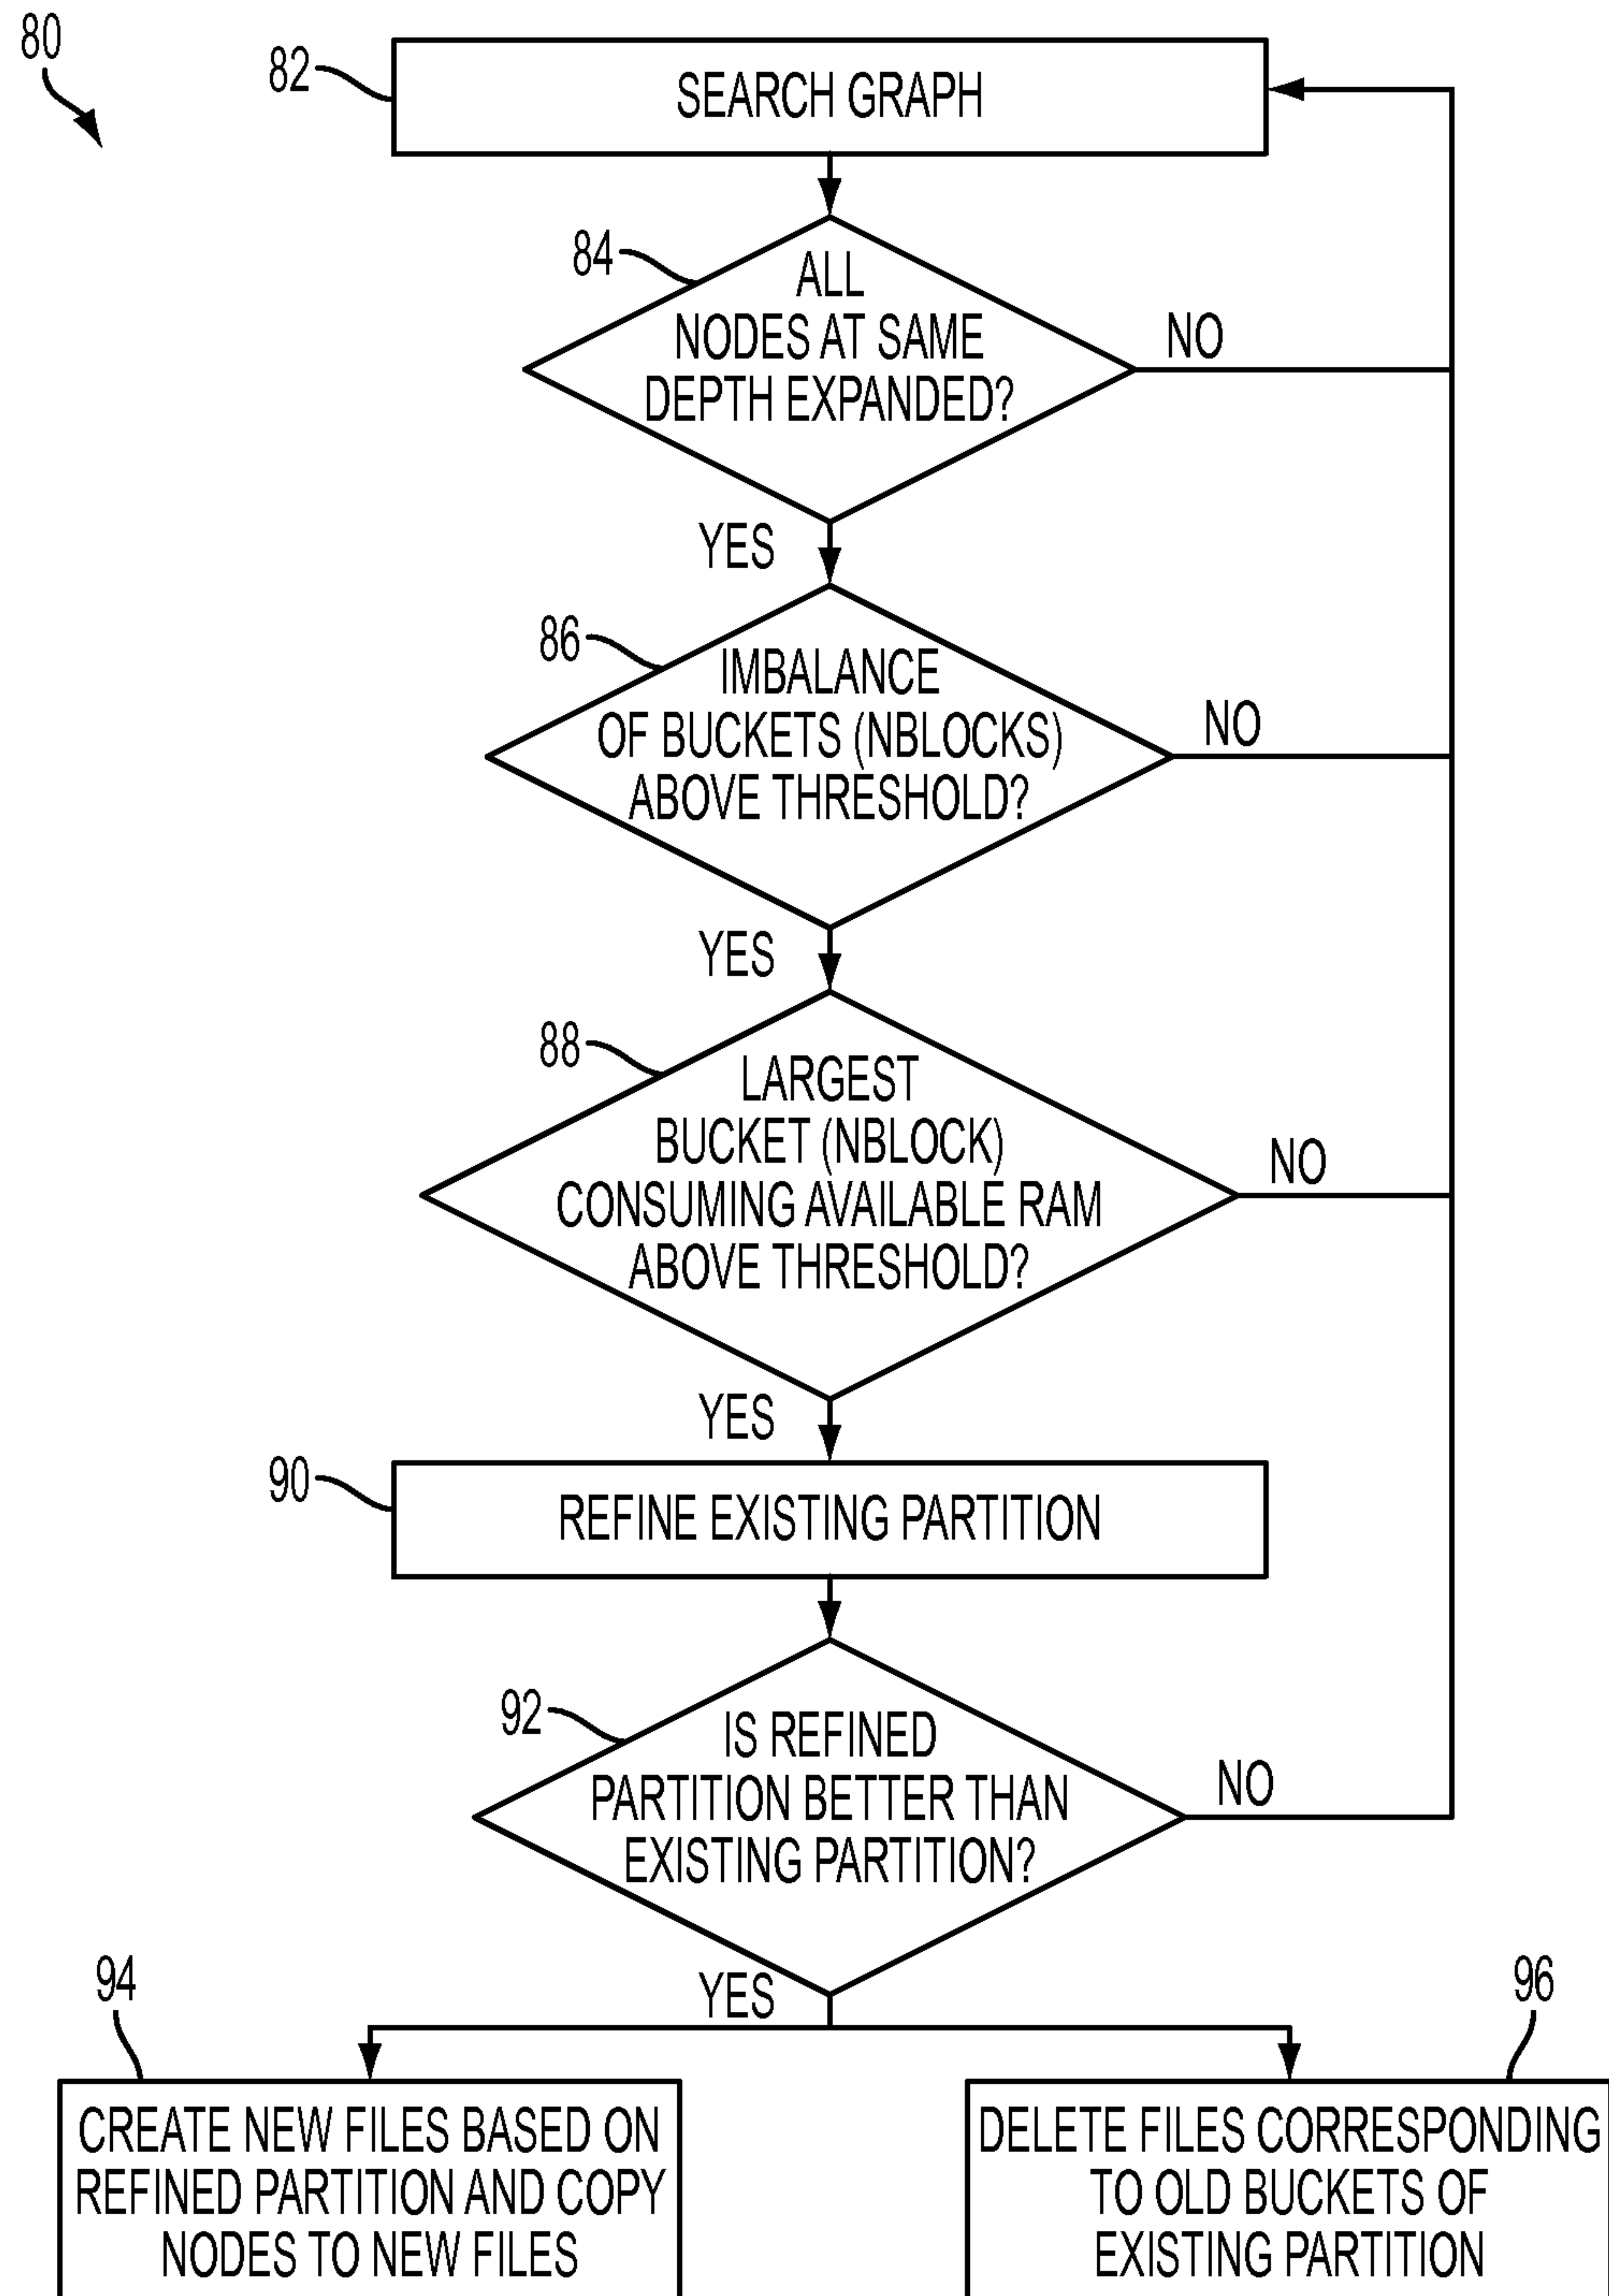 80
82
SEARCH GRAPH
84
ALL
NODES AT SAME
DEPTH EXPANDED?
NO
YES
86
IMBALANCE
OF BUCKETS (NBLOCKS)
ABOVE THRESHOLD?
NO
YES
88
LARGEST
BUCKET (NBLOCK)
CONSUMING AVAILABLE RAM
ABOVE THRESHOLD?
NO
YES
90
REFINE EXISTING PARTITION
92
IS REFINED
PARTITION BETTER THAN
EXISTING PARTITION?
NO
YES
94
CREATE NEW FILES BASED ON
REFINED PARTITION AND COPY
NODES TO NEW FILES
96
DELETE FILES CORRESPONDING
TO OLD BUCKETS OF
EXISTING PARTITION